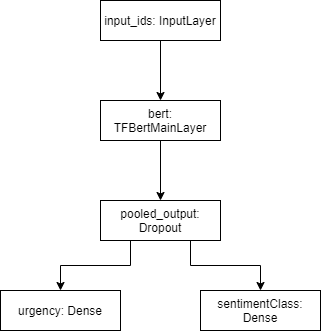 input_ids: InputLayer
bert:
TFBertMainLayer
pooled_output:
Dropout
urgency: Dense
sentimentClass:
Dense